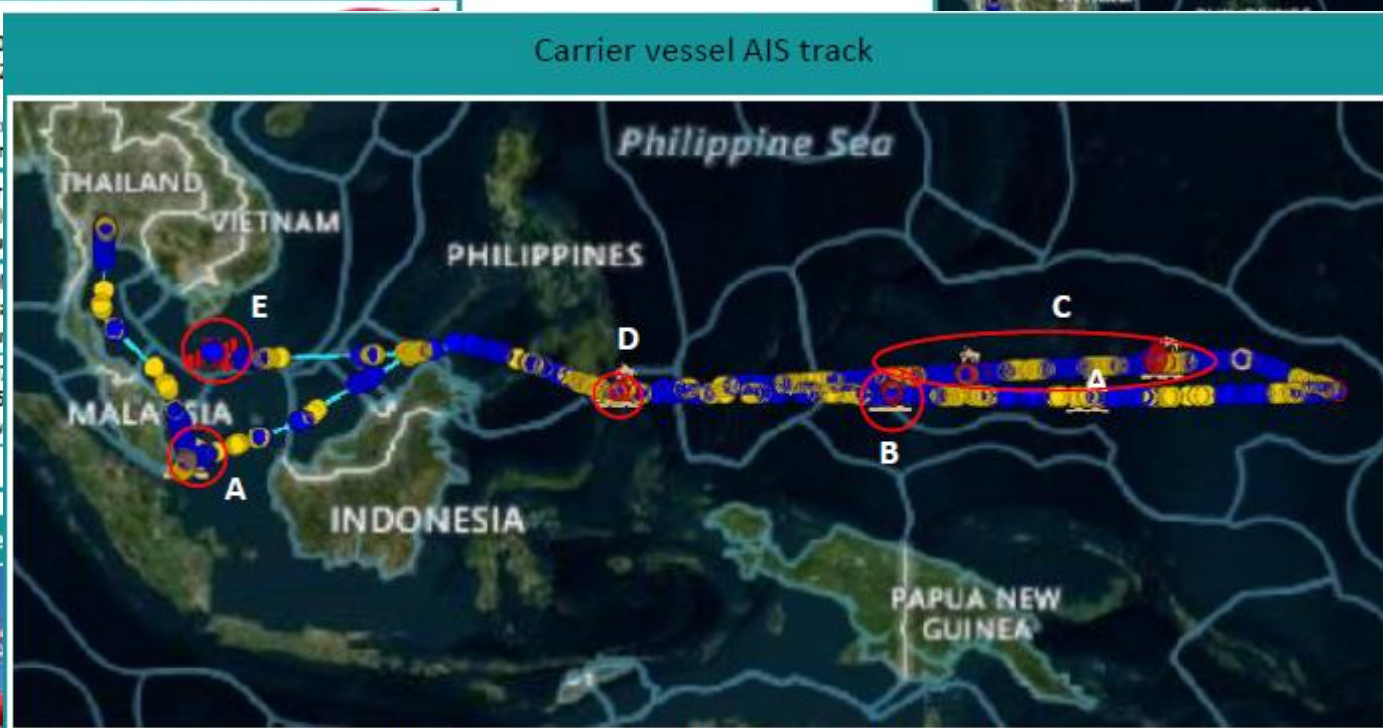 Carrier vessel AIS track
Philippine Sea
THAILAND
VIETNAM
PHILIPPINES
E
C
D
A
MALAYSIA
B
A
INDONESIA
PAPUA NEW
GUINEA